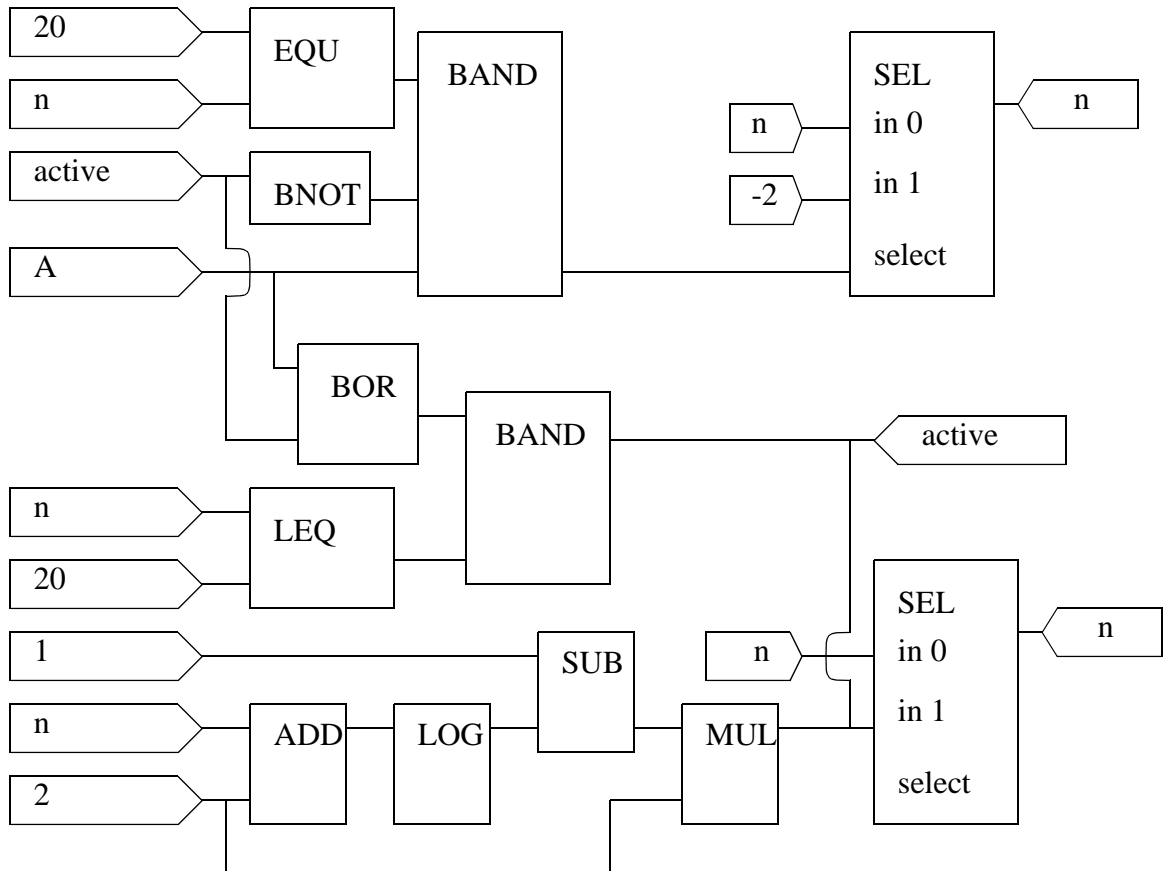 20
EQU
BAND
SEL
n
n
n
in 0
active
BNOT
-2
in 1
A
select
BOR
BAND
active
n
LEQ
20
SEL
1
SUB
n
in 0
n
n
ADD
LOG
MUL
in 1
2
select